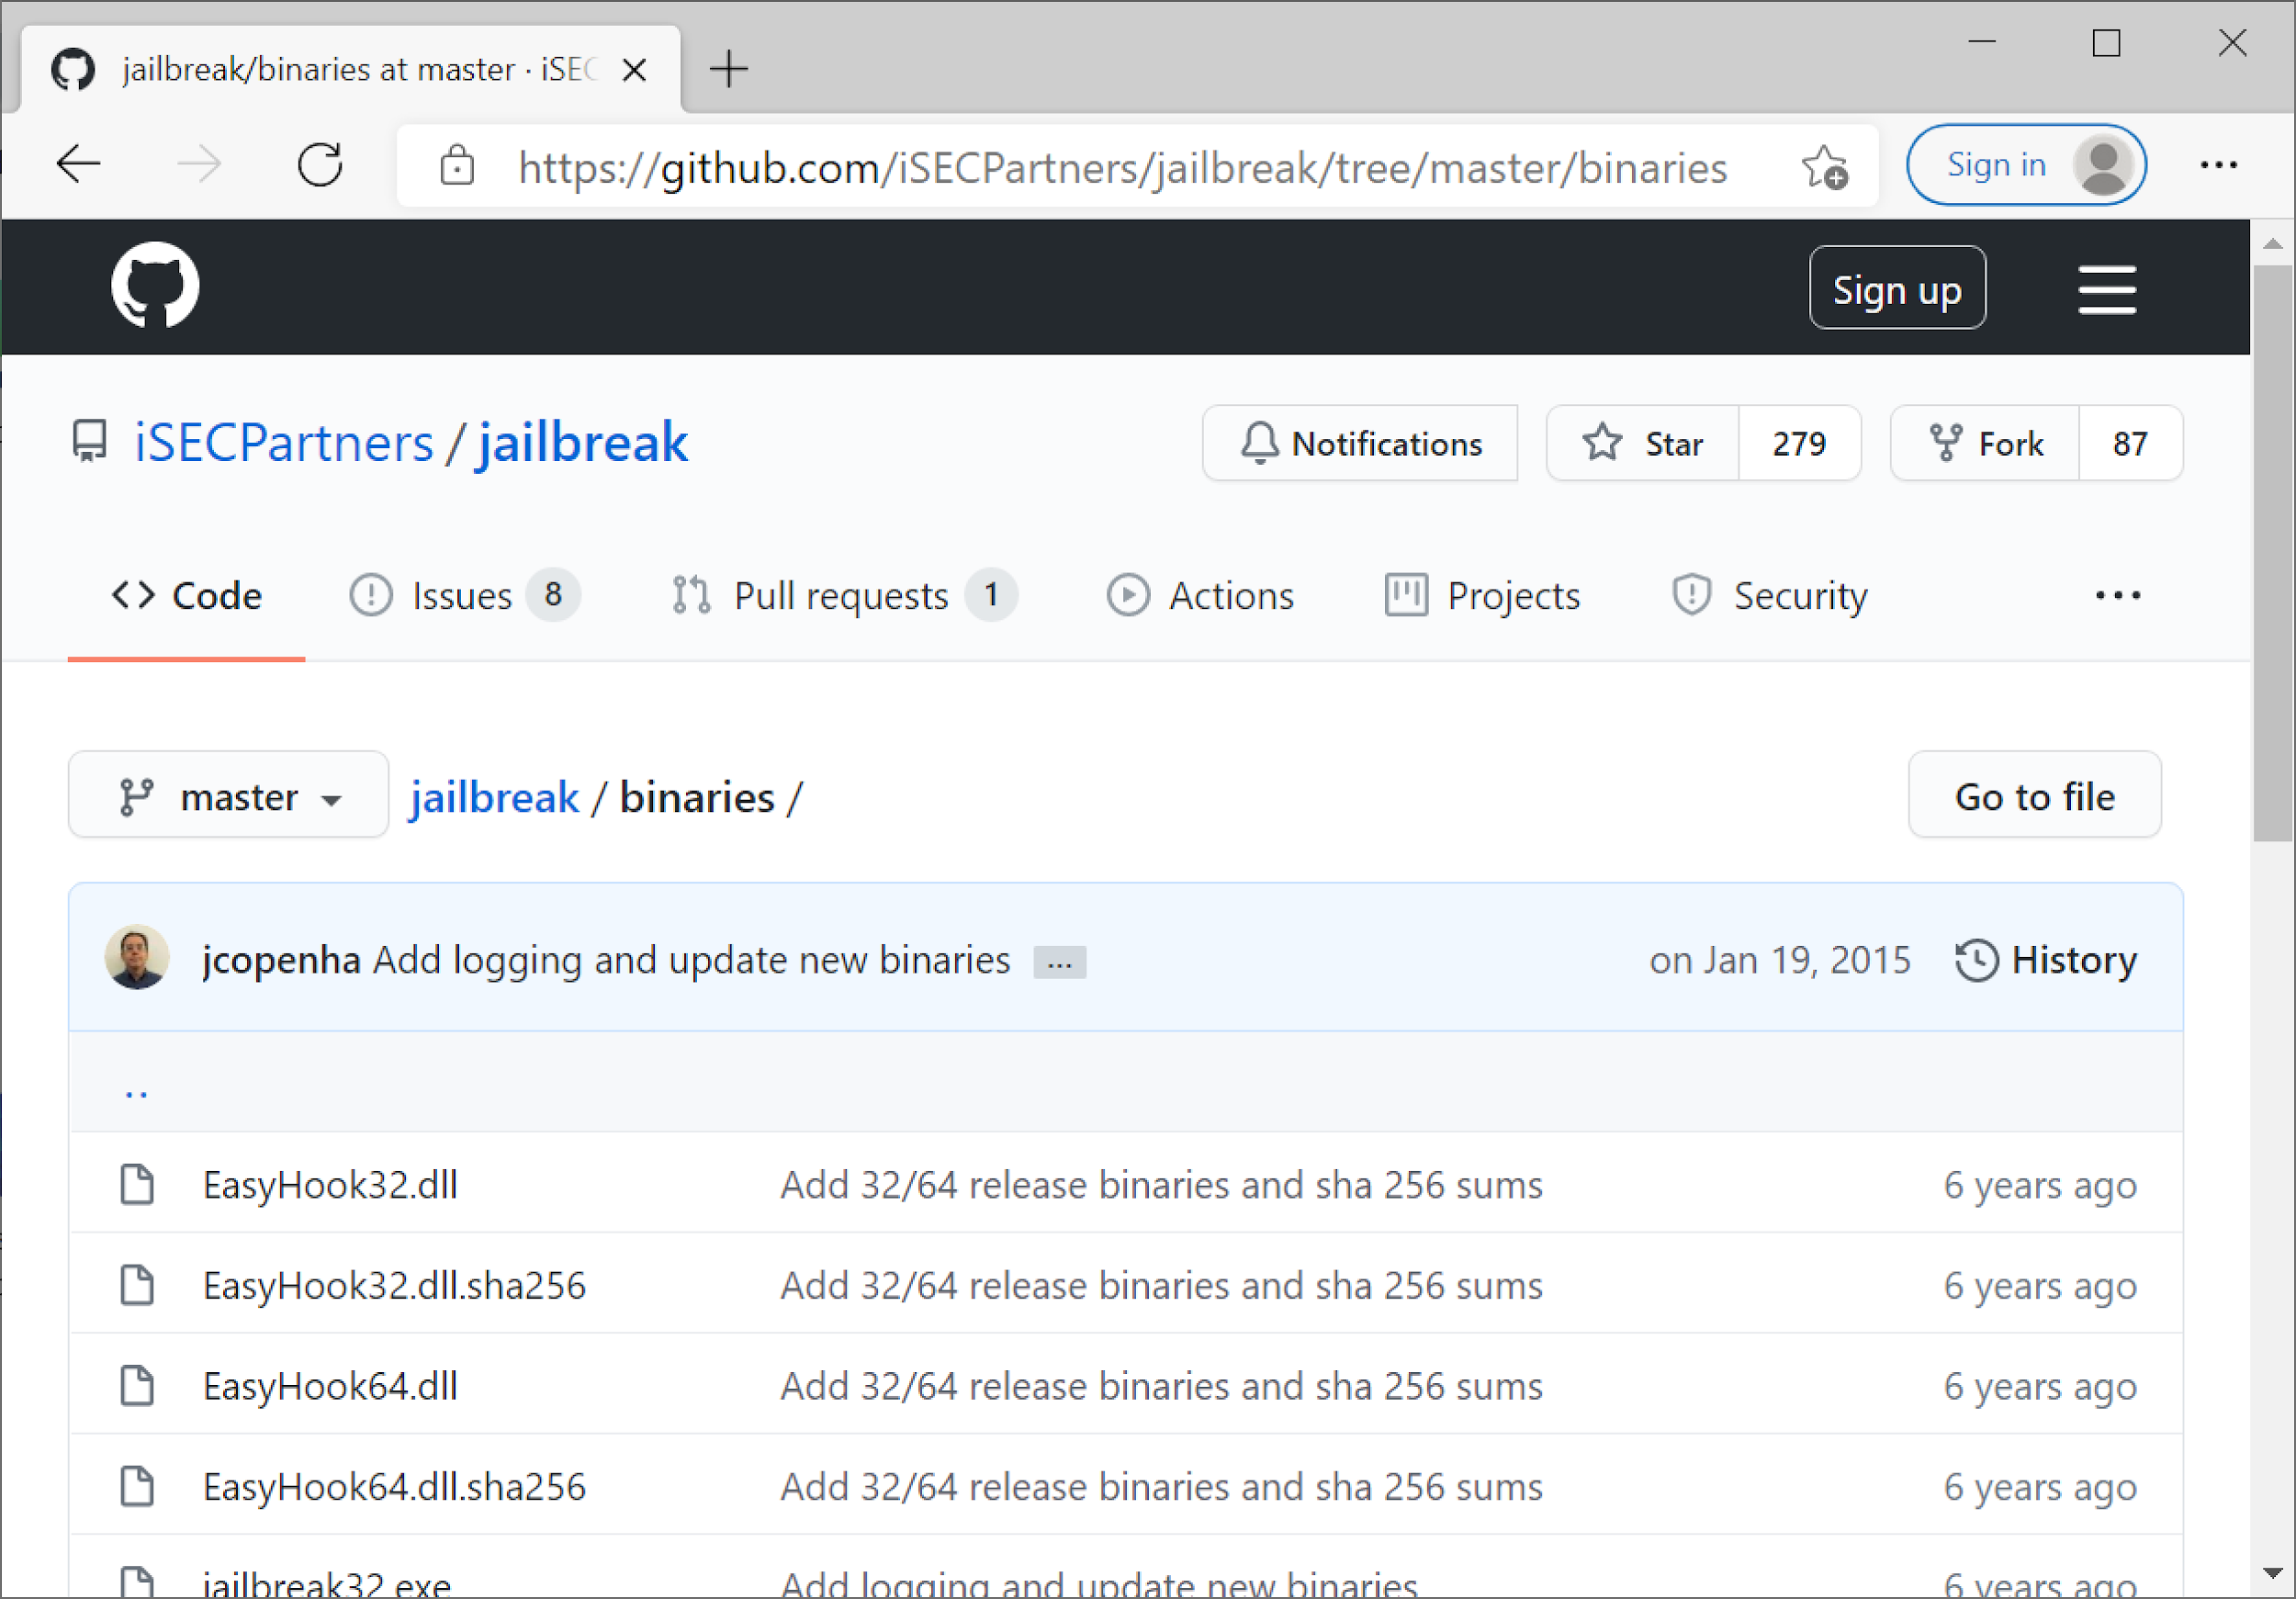 jailbreak/binaries at master · iSEC
https://github.com/iSECPartners/jailbreak/tree/master/binaries
Sign in
Sign up
iSECPartners / jailbreak
Notifications
Star 279
Fork 87
Code
Issues 8
Pull requests 1
Actions
Projects
Security
master
jailbreak / binaries /
Go to file
jcopenha Add logging and update new binaries ...
on Jan 19, 2015
History
..
EasyHook32.dll Add 32/64 release binaries and sha 256 sums 6 years ago
EasyHook32.dll.sha256 Add 32/64 release binaries and sha 256 sums 6 years ago
EasyHook64.dll Add 32/64 release binaries and sha 256 sums 6 years ago
EasyHook64.dll.sha256 Add 32/64 release binaries and sha 256 sums 6 years ago
jailbreak32.exe Add logging and update new binaries 6 years ago